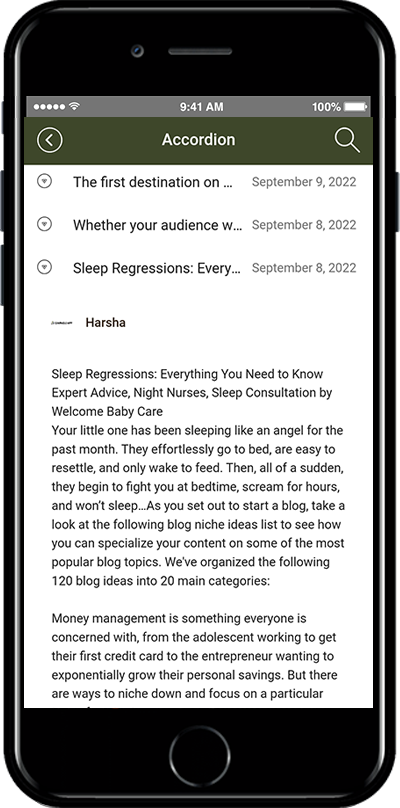 9:41 AM 100%
Accordion
The first destination on ... September 9, 2022
Whether your audience w... September 8, 2022
Sleep Regressions: Every... September 8, 2022
Harsha
Sleep Regressions: Everything You Need to Know
Expert Advice, Night Nurses, Sleep Consultation by
Welcome Baby Care
Your little one has been sleeping like an angel for the
past month. They effortlessly go to bed, are easy to
resettle, and only wake to feed. Then, all of a sudden,
they begin to fight you at bedtime, scream for hours,
and won’t sleep…As you set out to start a blog, take a
look at the following blog niche ideas list to see how
you can specialize your content on some of the most
popular blog topics. We've organized the following
120 blog ideas into 20 main categories:
Money management is something everyone is
concerned with, from the adolescent working to get
their first credit card to the entrepreneur wanting to
exponentially grow their personal savings. But there
are ways to niche down and focus on a particular